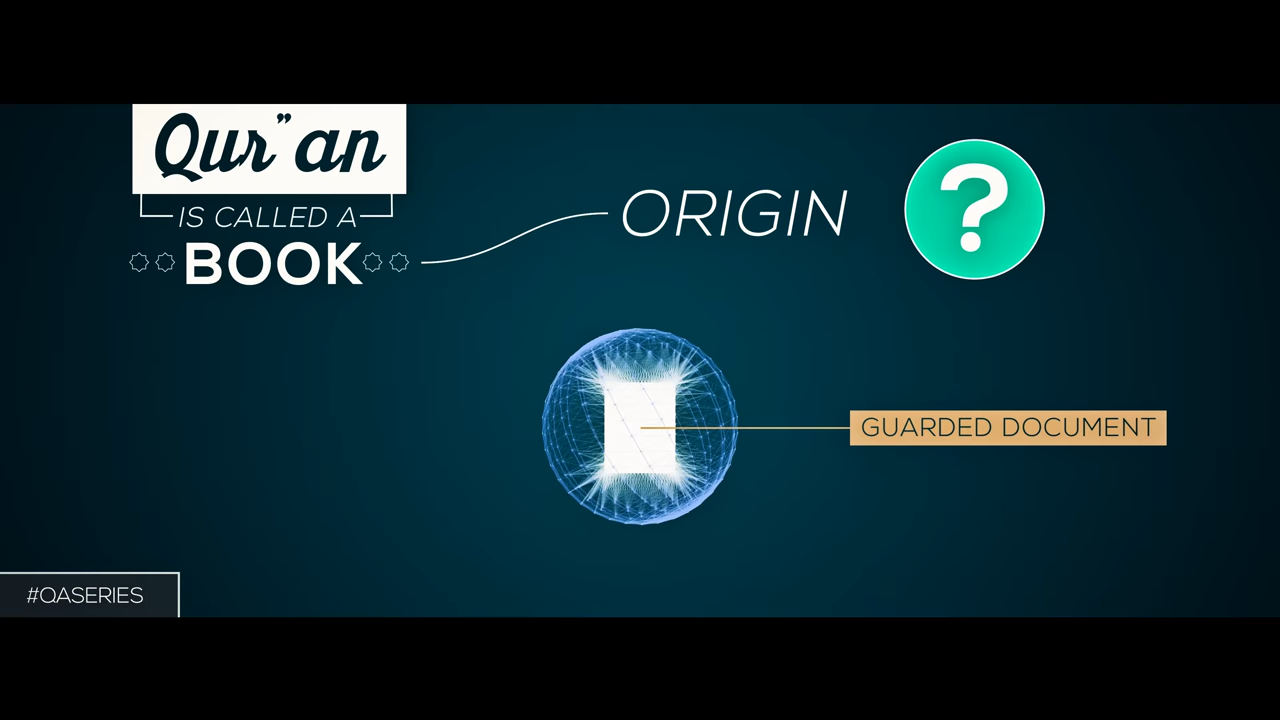 Qur”an
IS CALLED A
BOOK
ORIGIN
?
GUARDED DOCUMENT
#QASERIES